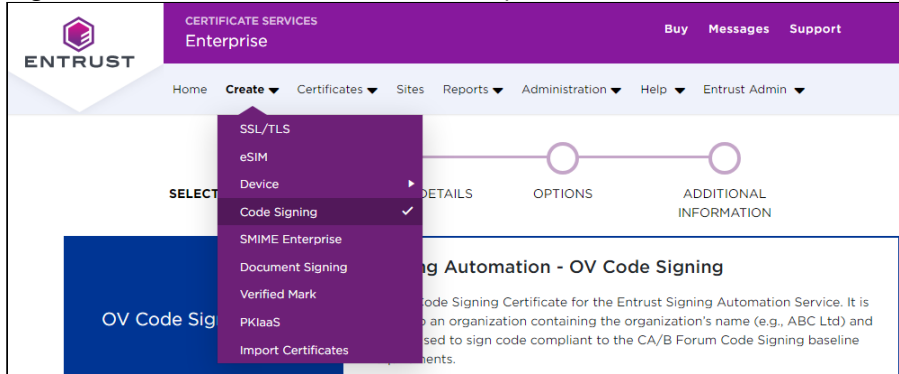 CERTIFICATE SERVICES
Enterprise
Buy Messages Support
ENTRUST
Home Create Certificates Sites Reports Administration Help Entrust Admin
SSL/TLS
eSIM
Device
SELECT DETAILS OPTIONS ADDITIONAL
INFORMATION
Code Signing
SMIME Enterprise
Document Signing
Automation - OV Code Signing
Verified Mark
Code Signing Certificate for the Entrust Signing Automation Service. It is
OV Code
PKIaaS
an organization containing the organization's name (e.g., ABC Ltd) and
sed to sign code compliant to the CA/B Forum Code Signing baseline
Import Certificates
ents.